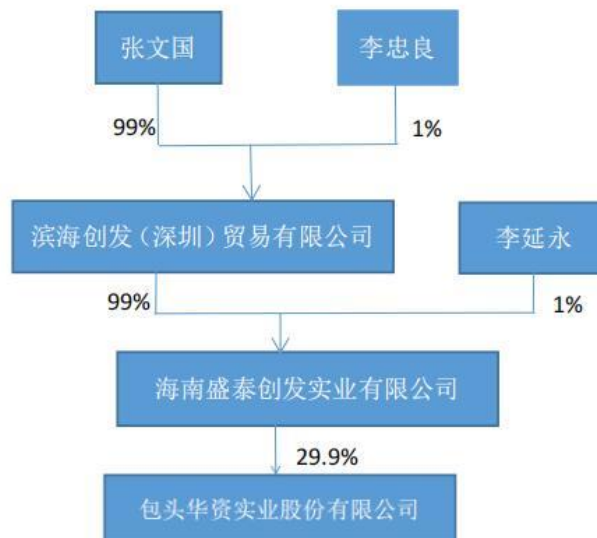 张文国
李忠良
99%
1%
滨海创发（深圳）贸易有限公司
李延永
99%
1%
海南盛泰创发实业有限公司
29.9%
包头华资实业股份有限公司